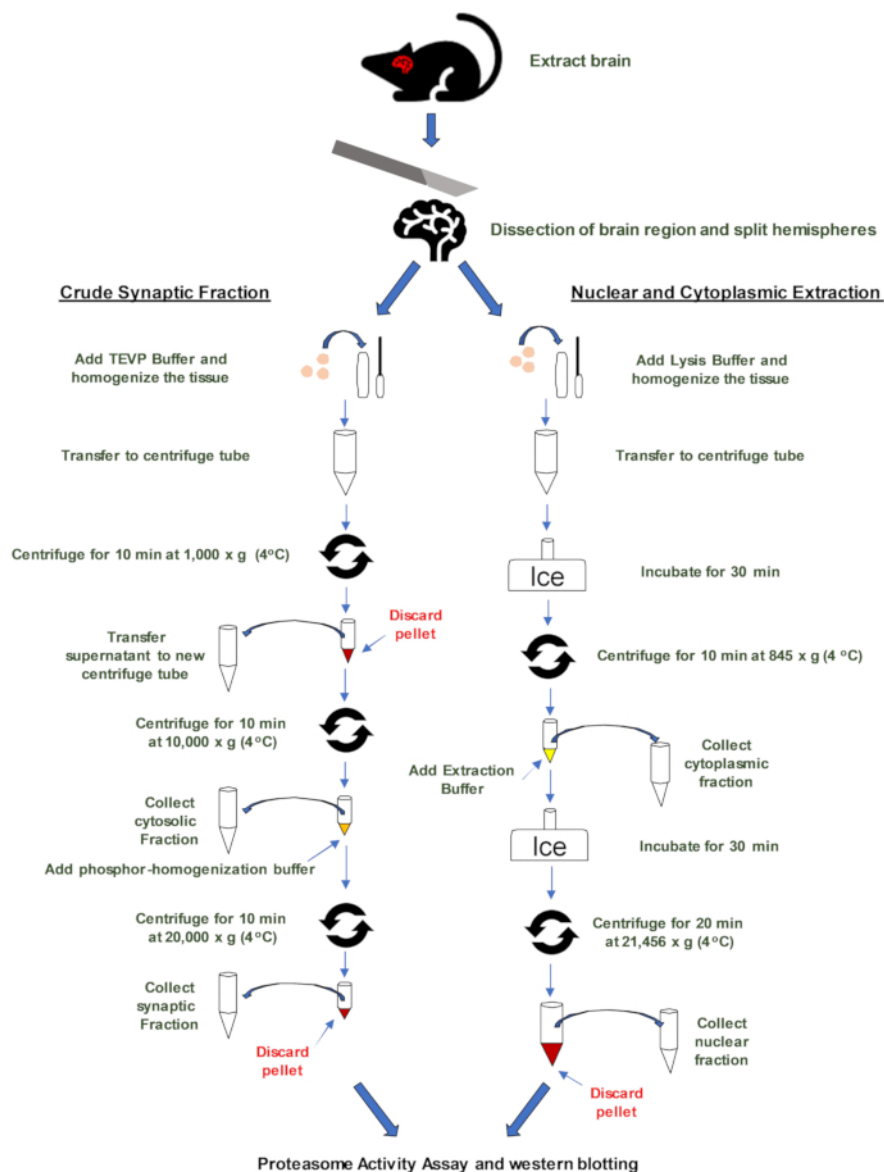 Extract brain
Dissection of brain region and split hemispheres
Crude Synaptic Fraction
Add TEVP Buffer and
homogenize the tissue
Transfer to centrifuge tube
Centrifuge for 10 min at 1,000 x g (4°C)
Discard
pellet
Transfer
supernatant to new
centrifuge tube
Centrifuge for 10 min
at 10,000 x g (4°C)
Collect
cytosolic
Fraction
Add phosphor-homogenization buffer
Centrifuge for 10 min
at 20,000 x g (4°C)
Collect
synaptic
Fraction
Discard
pellet
Nuclear and Cytoplasmic Extraction
Add Lysis Buffer and
homogenize the tissue
Transfer to centrifuge tube
Ice
Incubate for 30 min
Centrifuge for 10 min at 845 x g (4 °C)
Collect
cytoplasmic
fraction
Add Extraction
Buffer
Ice
Incubate for 30 min
Centrifuge for 20 min
at 21,456 x g (4°C)
Collect
nuclear
fraction
Discard
pellet
Proteasome Activity Assay and western blotting